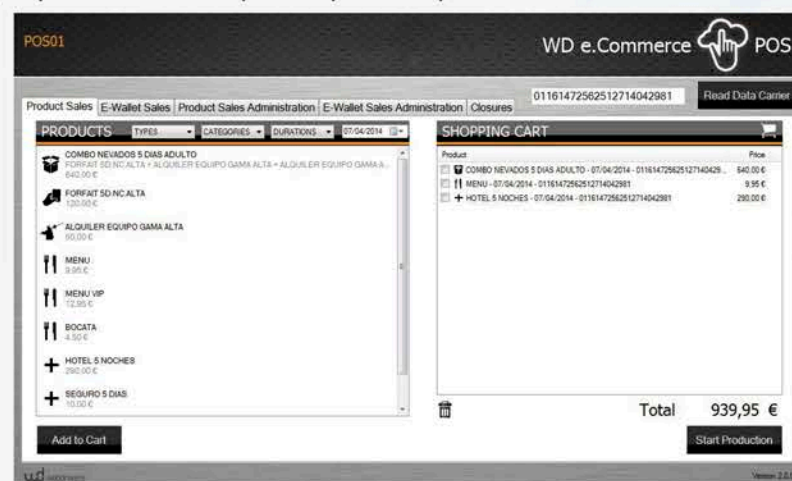 POS01
WD e.Commerce POS
01161472562512714042981
Read Data Carrier
Product Sales E-Wallet Sales Product Sales Administration E-Wallet Sales Administration Closures
PRODUCTS TYPES CATEGORIES DURATIONS 07/04/2014
COMBO NEVADOS 5 DIAS ADULTO
FORFAIT 5D NC ALTA + ALQUILER EQUIPO GAMA ALTA + ALQUILER EQUIPO GAMA A...
640.00 €
FORFAIT 5D NC ALTA
120.00 €
ALQUILER EQUIPO GAMA ALTA
50.00 €
MENU
9.95 €
MENU VIP
12.95 €
BOCATA
4.50 €
HOTEL 5 NOCHES
290.00 €
SEGURO 5 DIAS
10.00 €
Add to Cart
SHOPPING CART
Product Price
COMBO NEVADOS 5 DIAS ADULTO - 07/04/2014 - 011614725625127140429... 640.00 €
MENU - 07/04/2014 - 01161472562512714042981 9.95 €
HOTEL 5 NOCHES - 07/04/2014 - 01161472562512714042981 290.00 €
Total 939,95 €
Start Production
wd